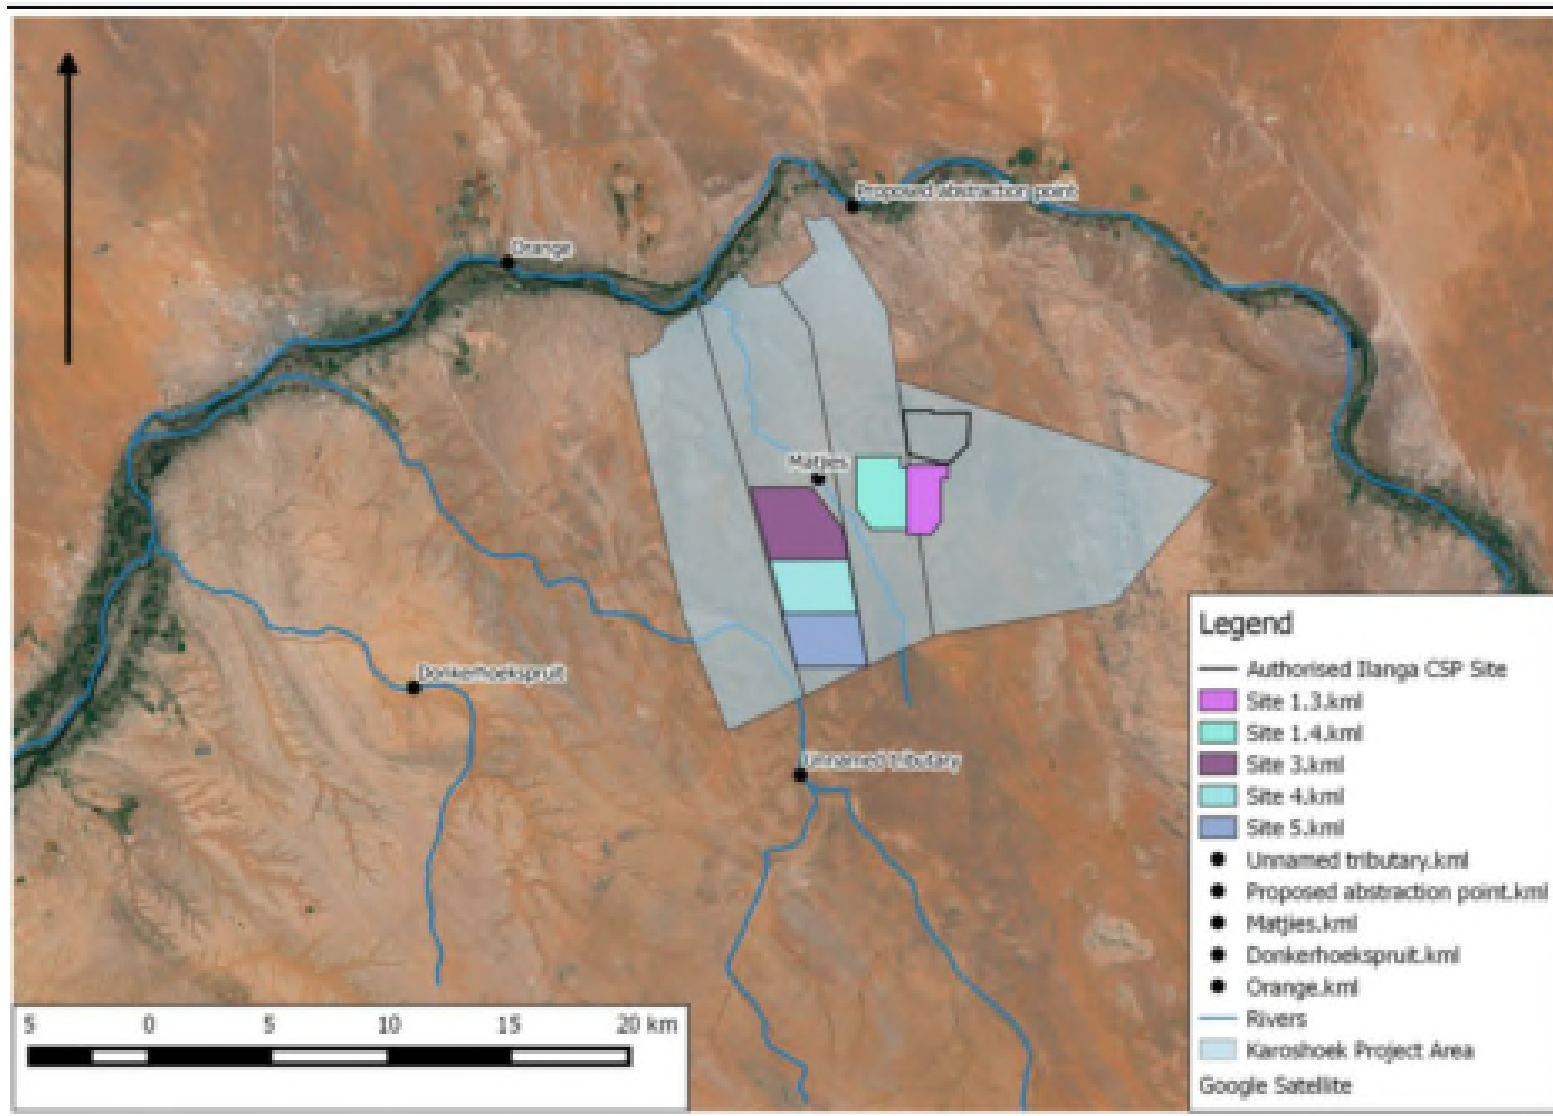 Proposed abstraction point
Orange
Matjies
Donkerhoekspruit
Unnamed tributary
Legend
Authorised Ilanga CSP Site
Site 1.3.kml
Site 1.4.kml
Site 3.kml
Site 4.kml
Site 5.kml
Unnamed tributary.kml
Proposed abstraction point.kml
Matjies.kml
Donkerhoekspruit.kml
Orange.kml
Rivers
Karoshoek Project Area
Google Satellite
5 0 5 10 15 20 km